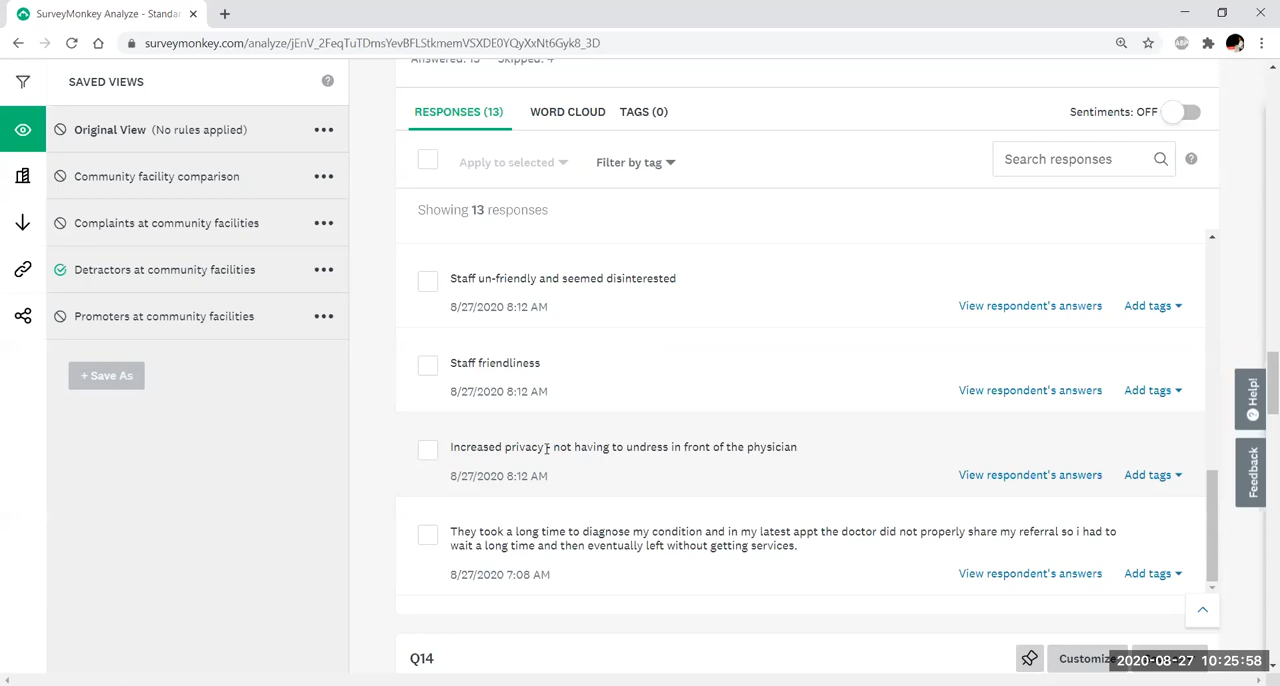 SurveyMonkey Analyze - Standar
surveymonkey.com/analyze/jEnV_2FeqTuTDmsYevBFLStkmemVSXDE0YQyXxNt6Gyk8_3D
ABP
SAVED VIEWS
?
Original View (No rules applied)
Community facility comparison
Complaints at community facilities
Detractors at community facilities
Promoters at community facilities
+ Save As
Answered: 13 Skipped: 4
RESPONSES (13) WORD CLOUD TAGS (0) Sentiments: OFF
Apply to selected Filter by tag Search responses ?
Showing 13 responses
Staff un-friendly and seemed disinterested
8/27/2020 8:12 AM View respondent's answers Add tags
Staff friendliness
8/27/2020 8:12 AM View respondent's answers Add tags
Increased privacy- not having to undress in front of the physician
8/27/2020 8:12 AM View respondent's answers Add tags
They took a long time to diagnose my condition and in my latest appt the doctor did not properly share my referral so i had to
wait a long time and then eventually left without getting services.
8/27/2020 7:08 AM View respondent's answers Add tags
? Help!
Feedback
Q14 Customize
2020-08-27 10:25:58